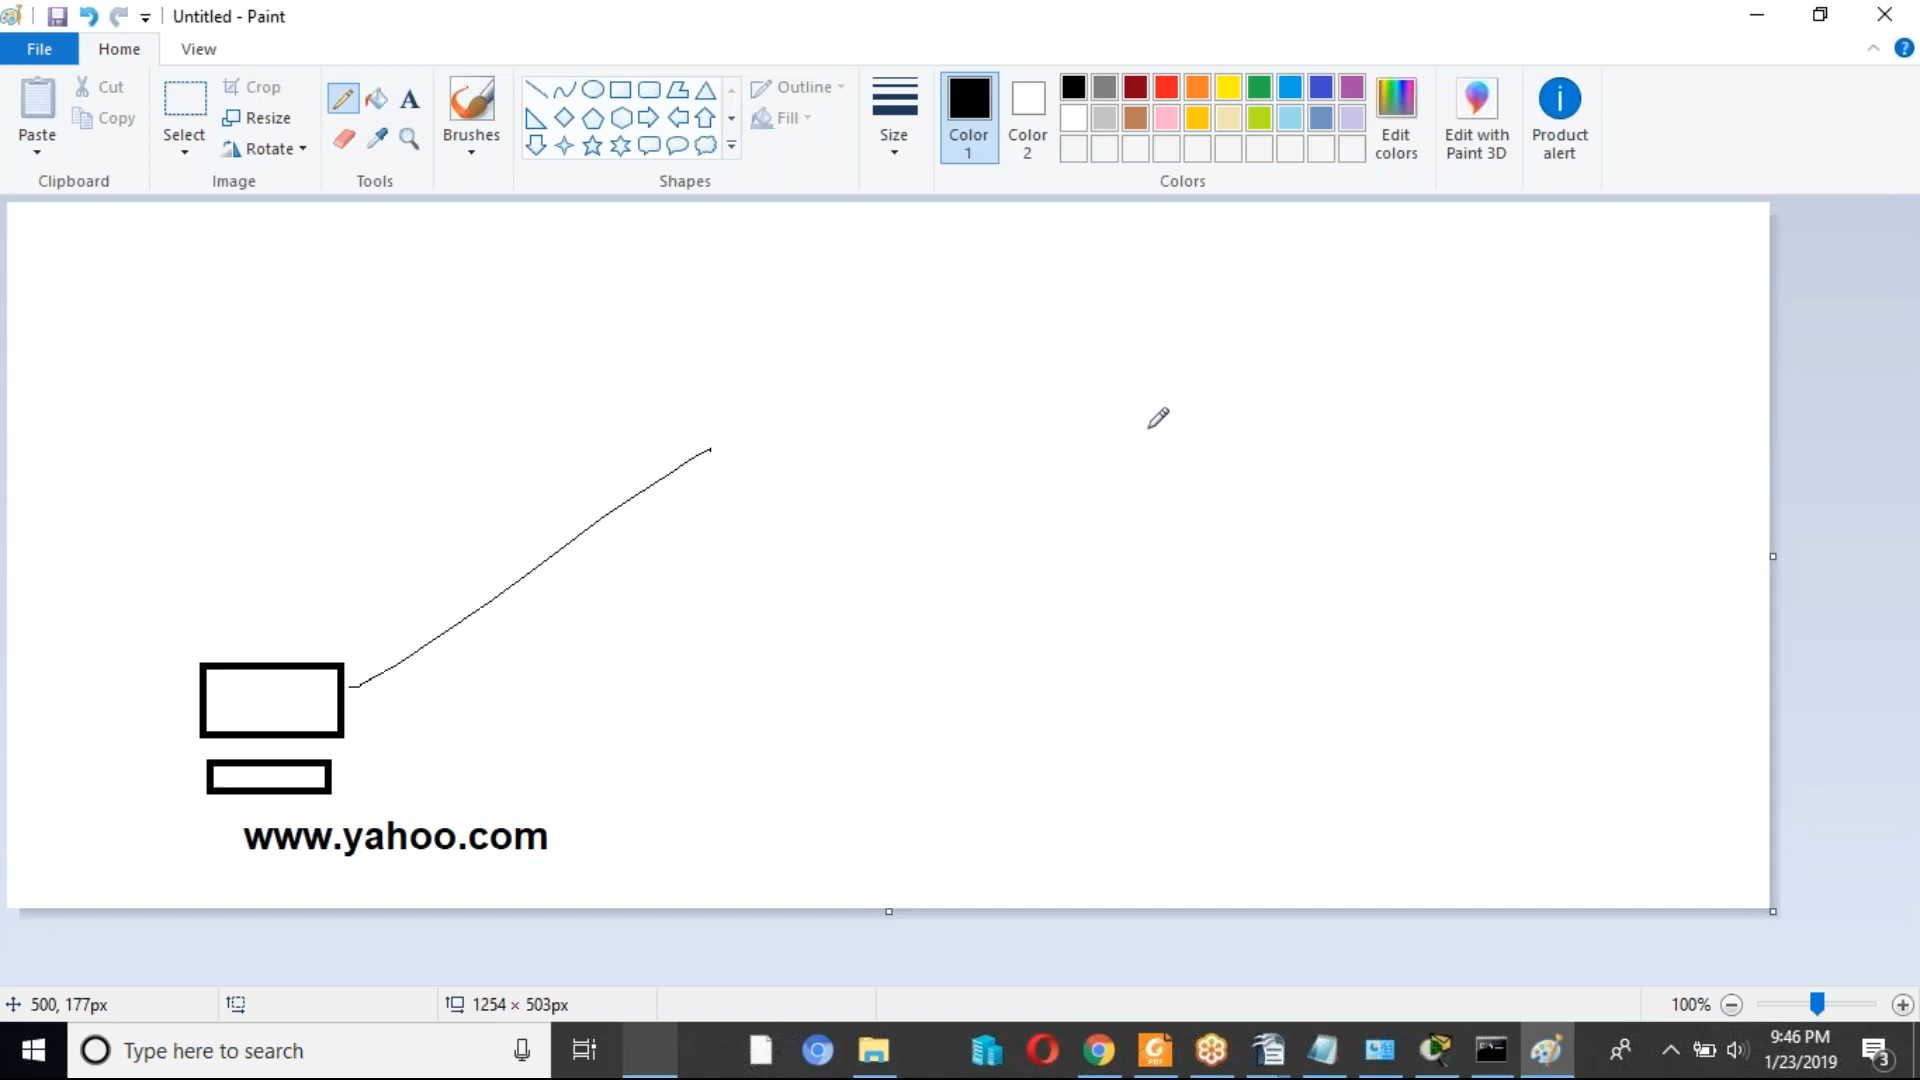 Untitled - Paint
File Home View
Paste
Cut
Copy
Clipboard
Select
Crop
Resize
Rotate
Image
A
Tools
Brushes
Shapes
Outline
Fill
Size
Color 1
Color 2
Colors
Edit colors
Edit with Paint 3D
Product alert
www.yahoo.com
500, 177px
1254 × 503px
100%
Type here to search
9:46 PM
1/23/2019
3